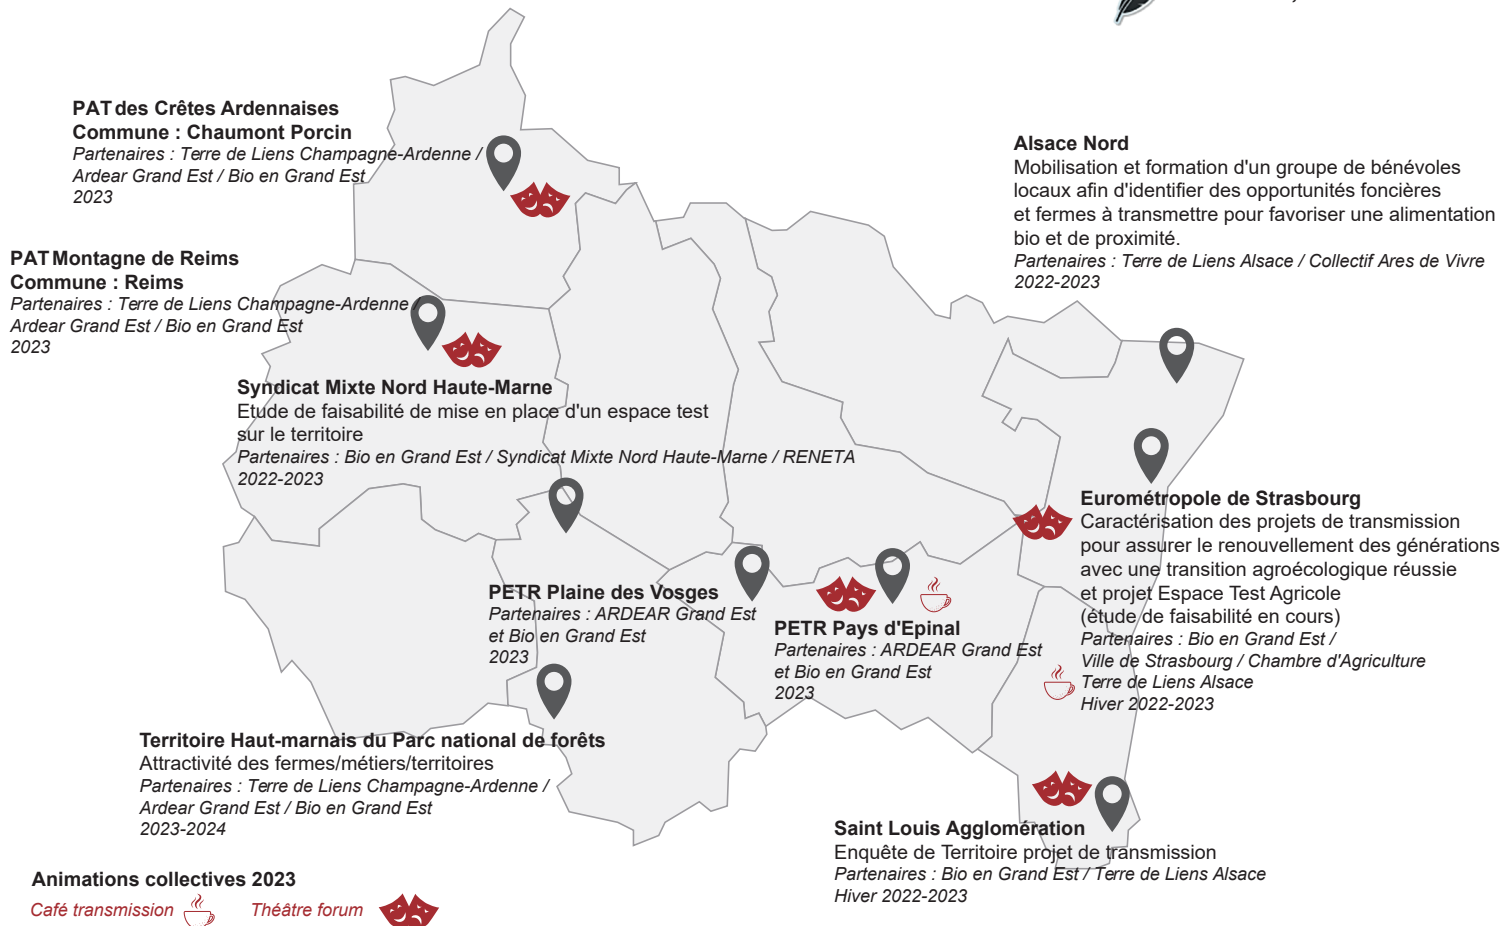 PAT des Crêtes Ardennaises
Commune : Chaumont Porcin
Partenaires : Terre de Liens Champagne-Ardenne /
Ardear Grand Est / Bio en Grand Est
2023
Alsace Nord
Mobilisation et formation d'un groupe de bénévoles
locaux afin d'identifier des opportunités foncières
et fermes à transmettre pour favoriser une alimentation
bio et de proximité.
Partenaires : Terre de Liens Alsace / Collectif Ares de Vivre
2022-2023
PAT Montagne de Reims
Commune : Reims
Partenaires : Terre de Liens Champagne-Ardenne /
Ardear Grand Est / Bio en Grand Est
2023
Syndicat Mixte Nord Haute-Marne
Etude de faisabilité de mise en place d'un espace test
sur le territoire
Partenaires : Bio en Grand Est / Syndicat Mixte Nord Haute-Marne / RENETA
2022-2023
Eurométropole de Strasbourg
Caractérisation des projets de transmission
pour assurer le renouvellement des générations
avec une transition agroécologique réussie
et projet Espace Test Agricole
(étude de faisabilité en cours)
Partenaires : Bio en Grand Est /
Ville de Strasbourg / Chambre d'Agriculture
Terre de Liens Alsace
Hiver 2022-2023
PETR Plaine des Vosges
Partenaires : ARDEAR Grand Est
et Bio en Grand Est
2023
PETR Pays d'Epinal
Partenaires : ARDEAR Grand Est
et Bio en Grand Est
2023
Territoire Haut-marnais du Parc national de forêts
Attractivité des fermes/métiers/territoires
Partenaires : Terre de Liens Champagne-Ardenne /
Ardear Grand Est / Bio en Grand Est
2023-2024
Saint Louis Agglomération
Enquête de Territoire projet de transmission
Partenaires : Bio en Grand Est / Terre de Liens Alsace
Hiver 2022-2023
Animations collectives 2023
Café transmission
Théâtre forum